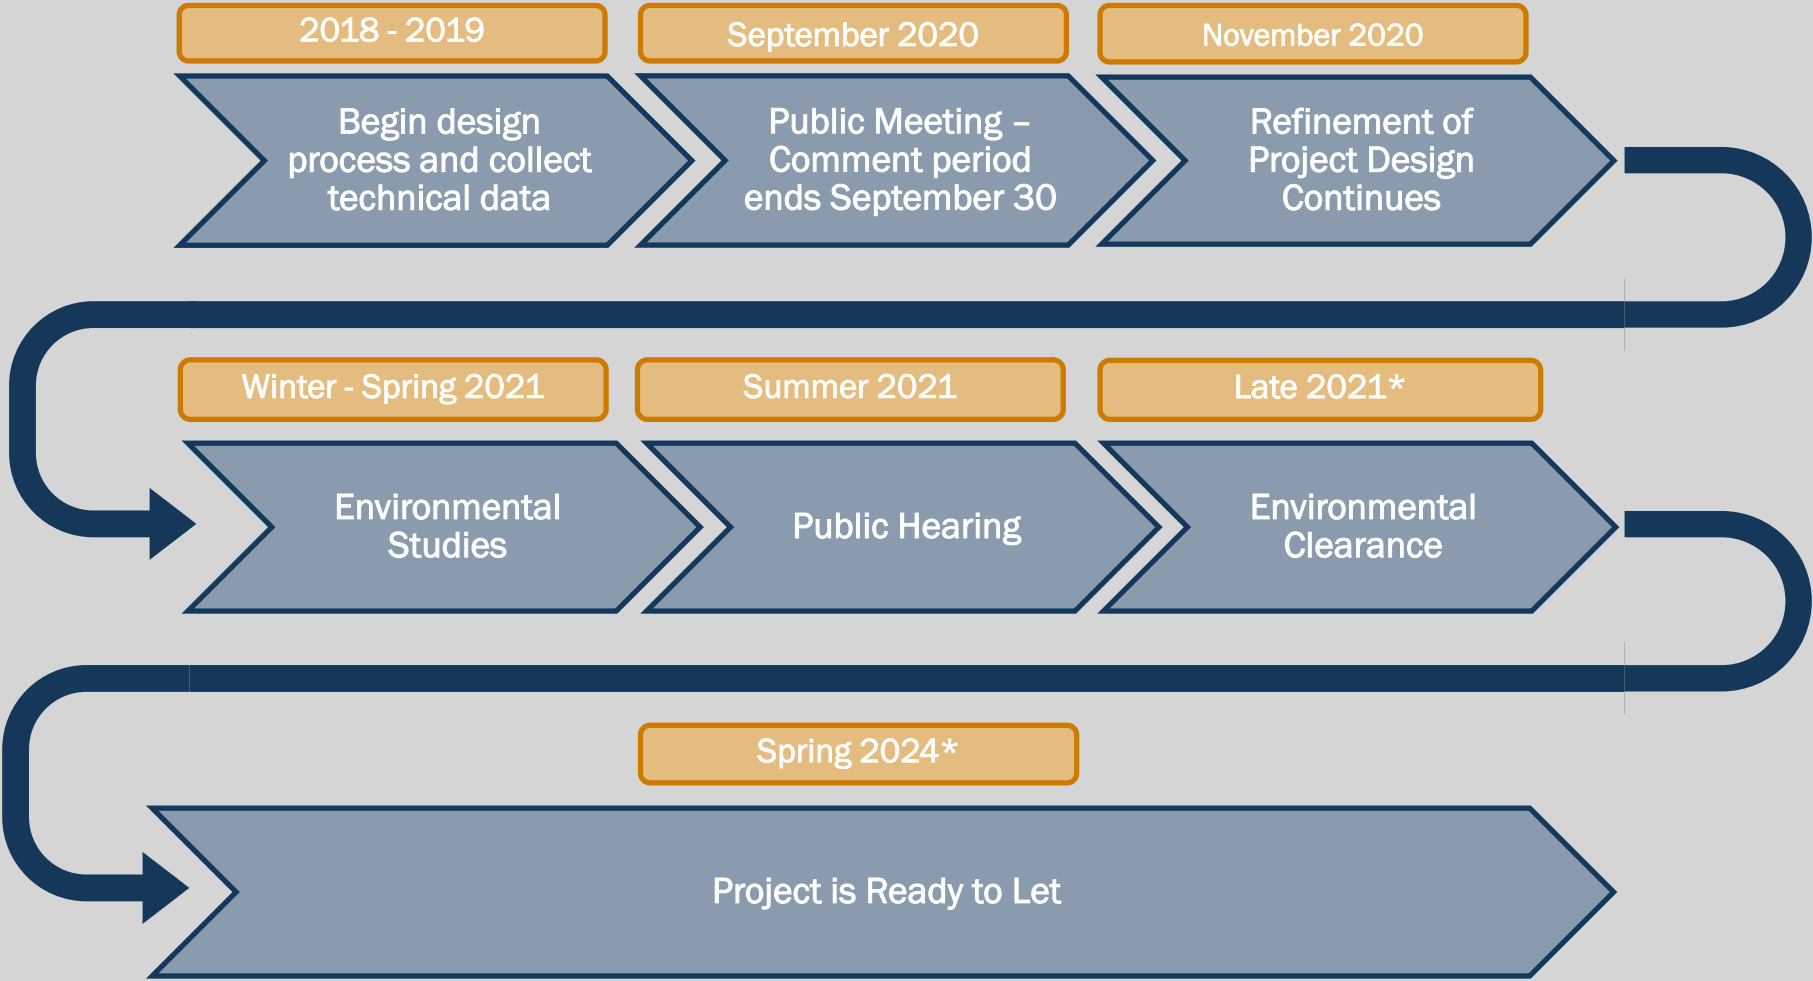 2018 - 2019
September 2020
November 2020
Begin design
process and collect
technical data
Public Meeting –
Comment period
ends September 30
Refinement of
Project Design
Continues
Winter - Spring 2021
Summer 2021
Late 2021*
Environmental
Studies
Public Hearing
Environmental
Clearance
Spring 2024*
Project is Ready to Let